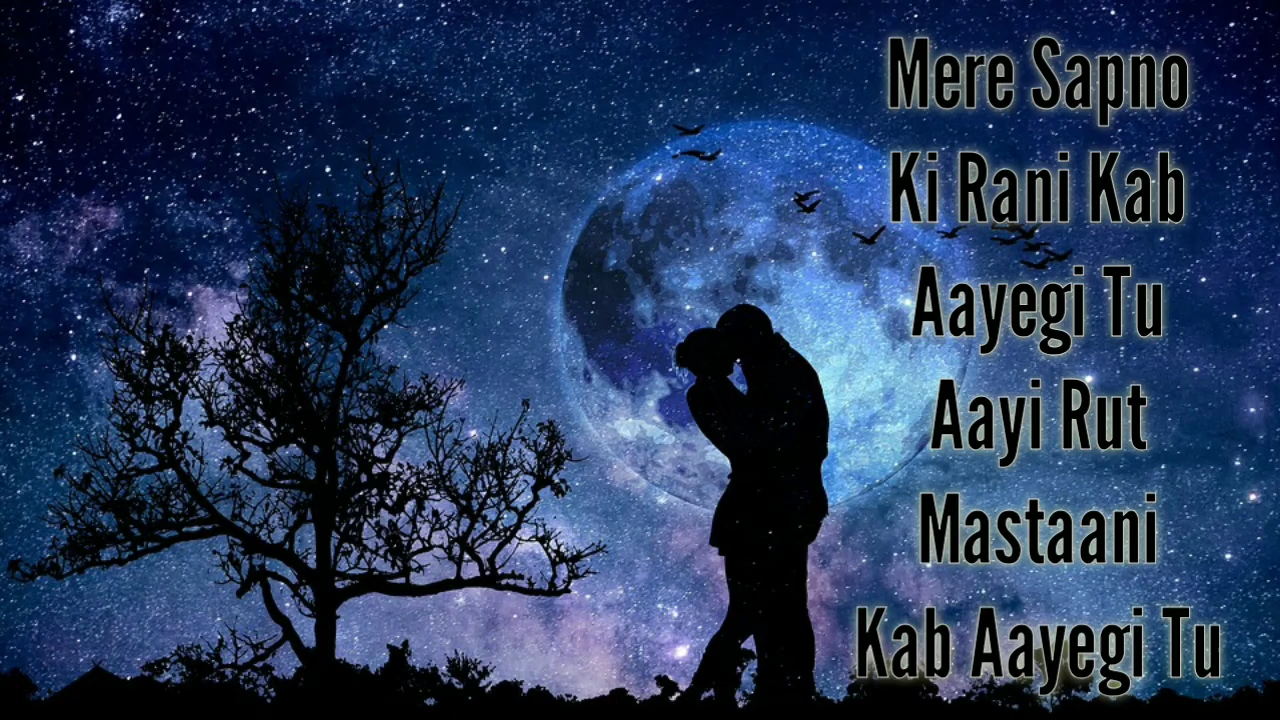 Mere Sapno
Ki Rani Kab
Aayegi Tu
Aayi Rut
Mastaani
Kab Aayegi Tu